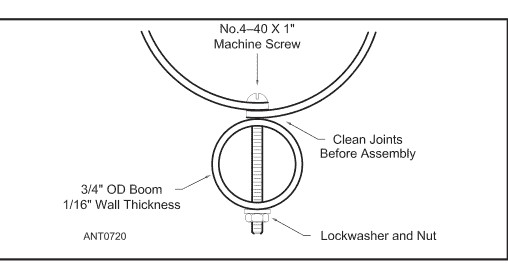 No.4–40 X 1"
Machine Screw
Clean Joints
Before Assembly
3/4" OD Boom
1/16" Wall Thickness
ANT0720
Lockwasher and Nut